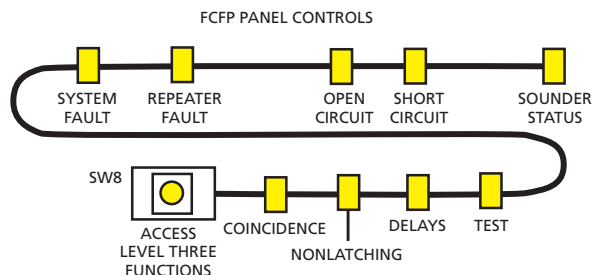 FCFP PANEL CONTROLS
SYSTEM
FAULT
REPEATER
FAULT
OPEN
CIRCUIT
SHORT
CIRCUIT
SOUNDER
STATUS
SW8
ACCESS
LEVEL THREE
FUNCTIONS
COINCIDENCE
NONLATCHING
DELAYS
TEST